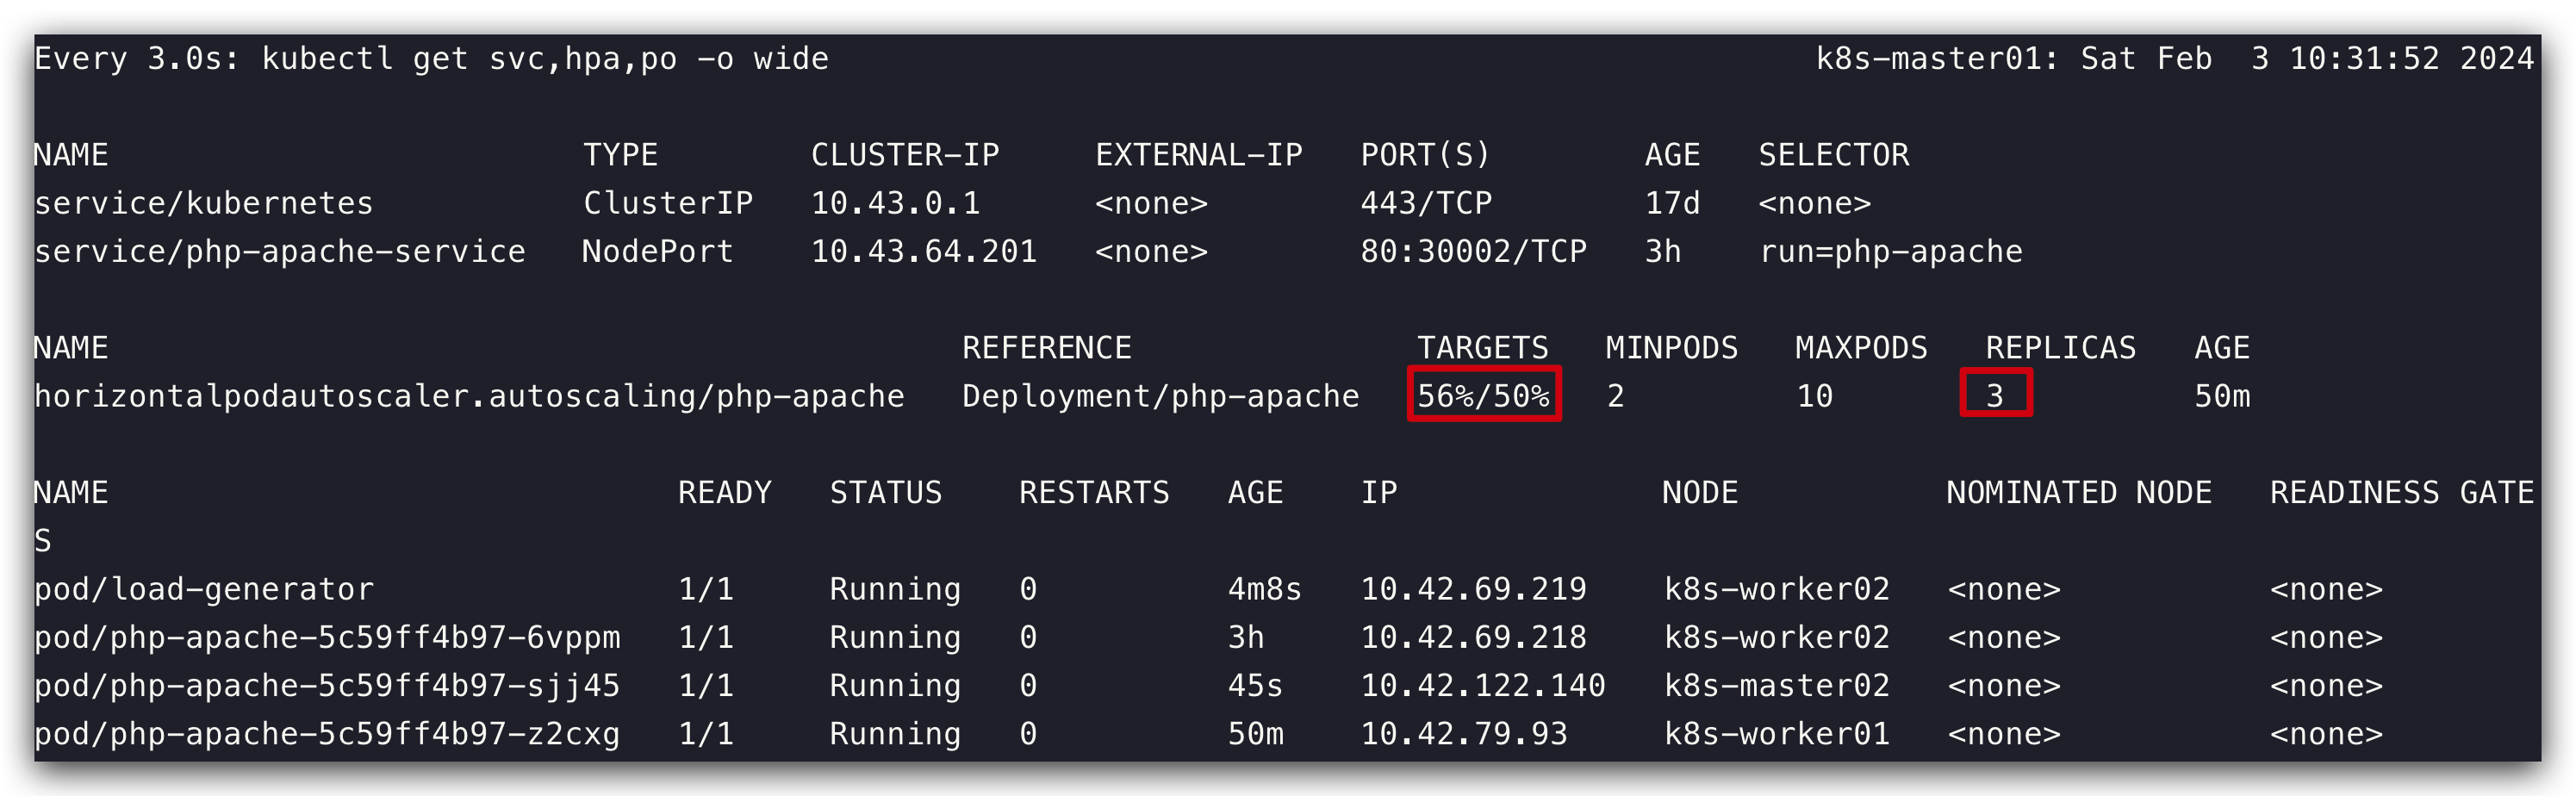 Every 3.0s: kubectl get svc,hpa,po -o wide k8s-master01: Sat Feb  3 10:31:52 2024
NAME TYPE CLUSTER-IP EXTERNAL-IP PORT(S) AGE SELECTOR
service/kubernetes ClusterIP 10.43.0.1 <none> 443/TCP 17d <none>
service/php-apache-service NodePort 10.43.64.201 <none> 80:30002/TCP 3h run=php-apache
NAME REFERENCE TARGETS MINPODS MAXPODS REPLICAS AGE
horizontalpodautoscaler.autoscaling/php-apache Deployment/php-apache 56%/50% 2 10 3 50m
NAME READY STATUS RESTARTS AGE IP NODE NOMINATED NODE READINESS GATE
S
pod/load-generator 1/1 Running 0 4m8s 10.42.69.219 k8s-worker02 <none> <none>
pod/php-apache-5c59ff4b97-6vppm 1/1 Running 0 3h 10.42.69.218 k8s-worker02 <none> <none>
pod/php-apache-5c59ff4b97-sjj45 1/1 Running 0 45s 10.42.122.140 k8s-master02 <none> <none>
pod/php-apache-5c59ff4b97-z2cxg 1/1 Running 0 50m 10.42.79.93 k8s-worker01 <none> <none>